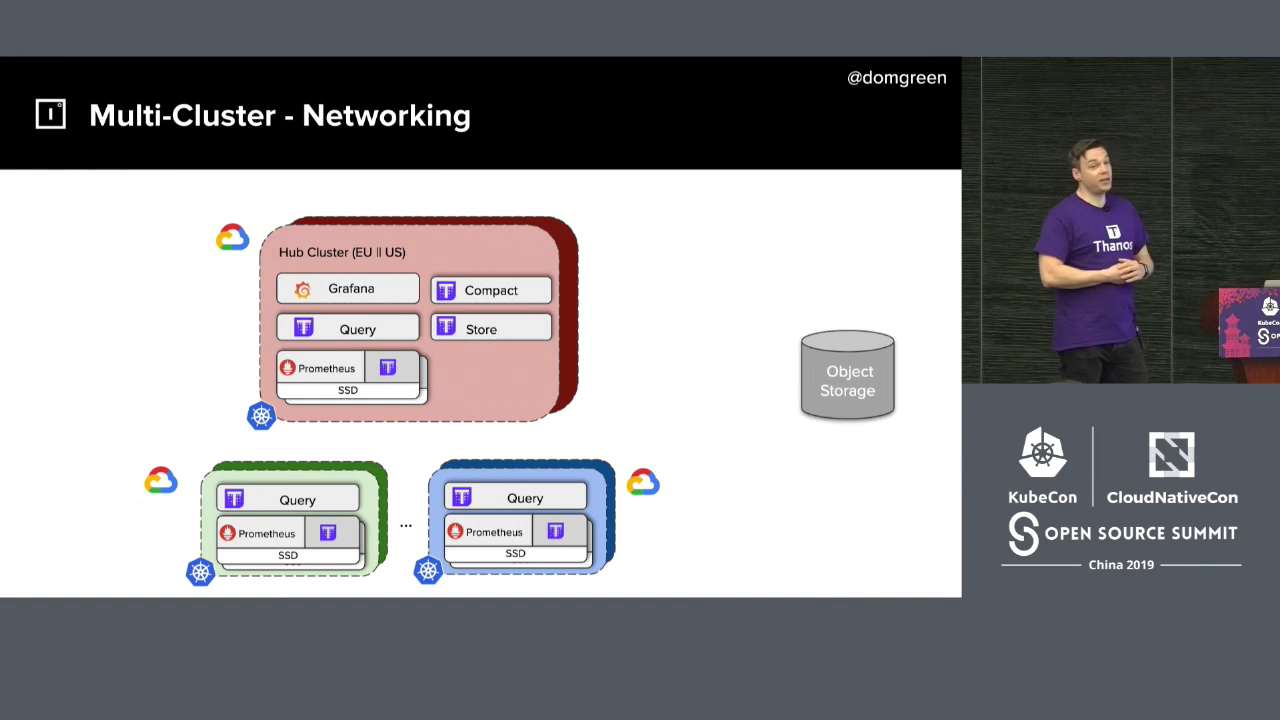 @domgreen
Multi-Cluster - Networking
Hub Cluster (EU || US)
Grafana
Compact
Query
Store
Prometheus
SSD
Object
Storage
Query
Prometheus
SSD
...
Query
Prometheus
SSD
Thanos
KubeCon
CloudNativeCon
OPEN SOURCE SUMMIT
China 2019